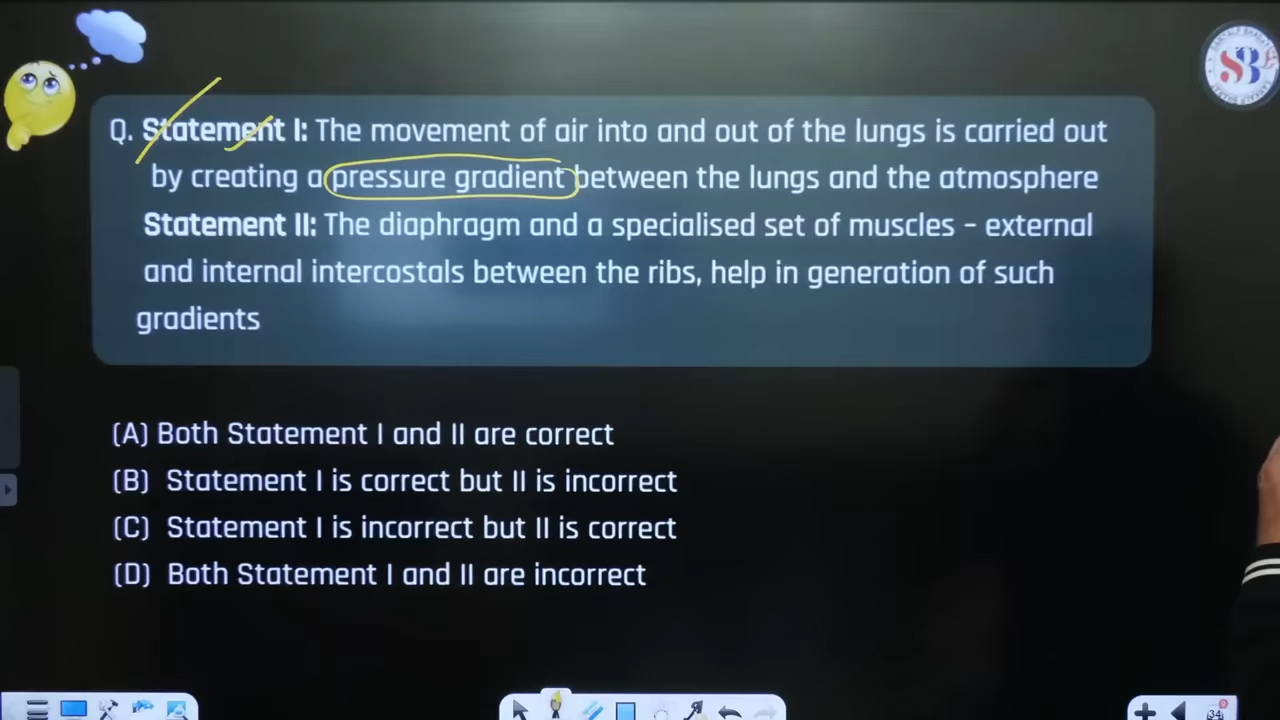 Q. Statement I: The movement of air into and out of the lungs is carried out
by creating a pressure gradient between the lungs and the atmosphere
Statement II: The diaphragm and a specialised set of muscles – external
and internal intercostals between the ribs, help in generation of such
gradients
(A) Both Statement I and II are correct
(B) Statement I is correct but II is incorrect
(C) Statement I is incorrect but II is correct
(D) Both Statement I and II are incorrect
SB
34